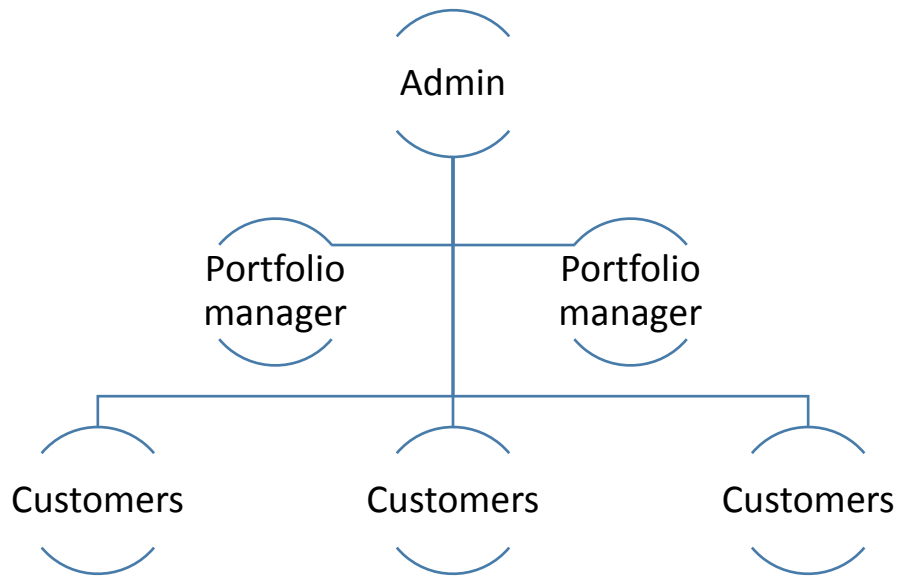 Admin
Portfolio
manager
Portfolio
manager
Customers
Customers
Customers